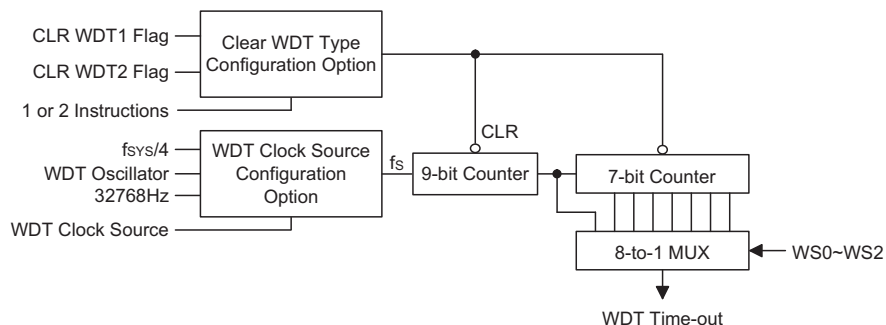 CLR WDT1 Flag
CLR WDT2 Flag
1 or 2 Instructions
Clear WDT Type
Configuration Option
fSYS/4
WDT Oscillator
32768Hz
WDT Clock Source
WDT Clock Source
Configuration
Option
fS
CLR
9-bit Counter
7-bit Counter
8-to-1 MUX
WS0~WS2
WDT Time-out